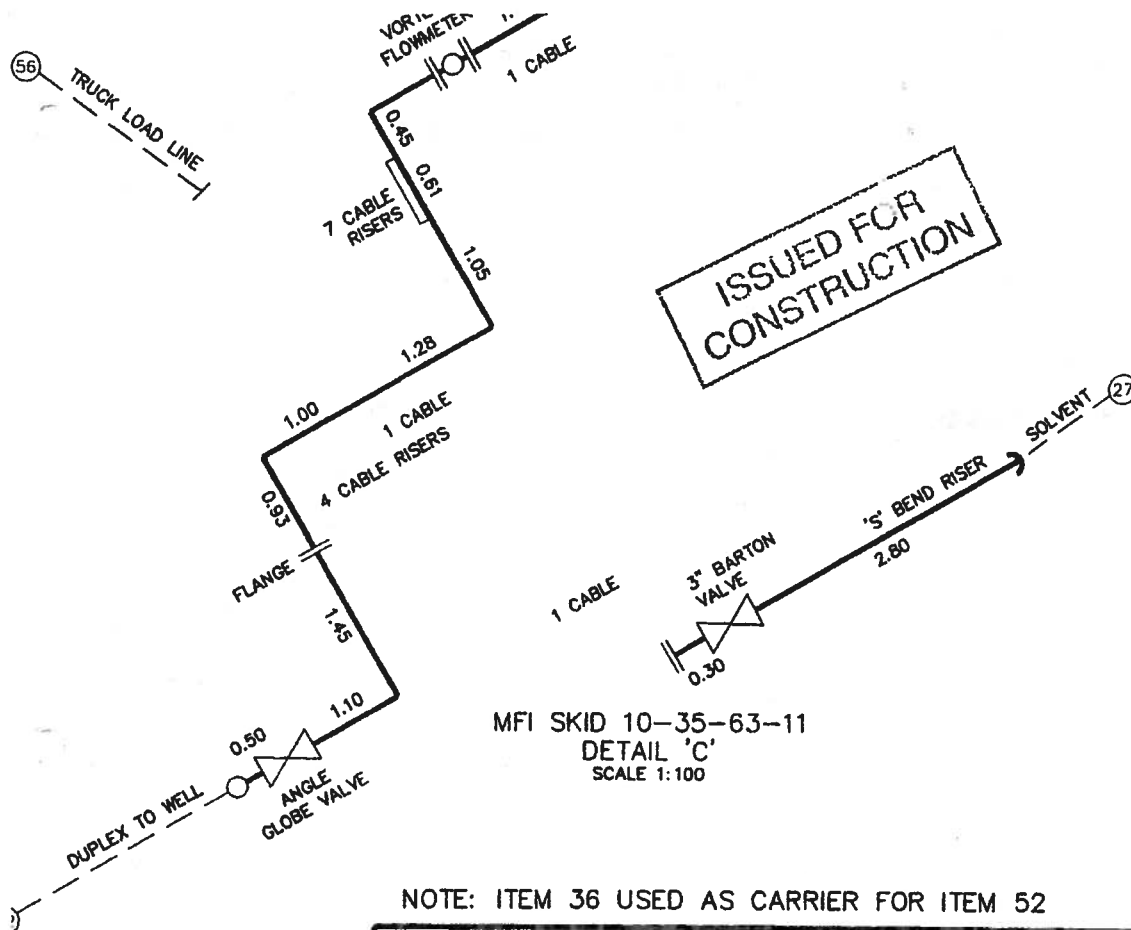 FLOWMETER
1 CABLE
56
TRUCK LOAD LINE
0.45
0.61
7 CABLE
RISERS
1.05
ISSUED FOR
CONSTRUCTION
1.28
1.00
1 CABLE
4 CABLE RISERS
27
SOLVENT
'S' BEND RISER
2.80
0.93
FLANGE
1.45
1 CABLE
3" BARTON
VALVE
0.30
1.10
0.50
ANGLE
GLOBE VALVE
DUPLEX TO WELL
MFI SKID 10-35-63-11
DETAIL 'C'
SCALE 1:100
NOTE: ITEM 36 USED AS CARRIER FOR ITEM 52